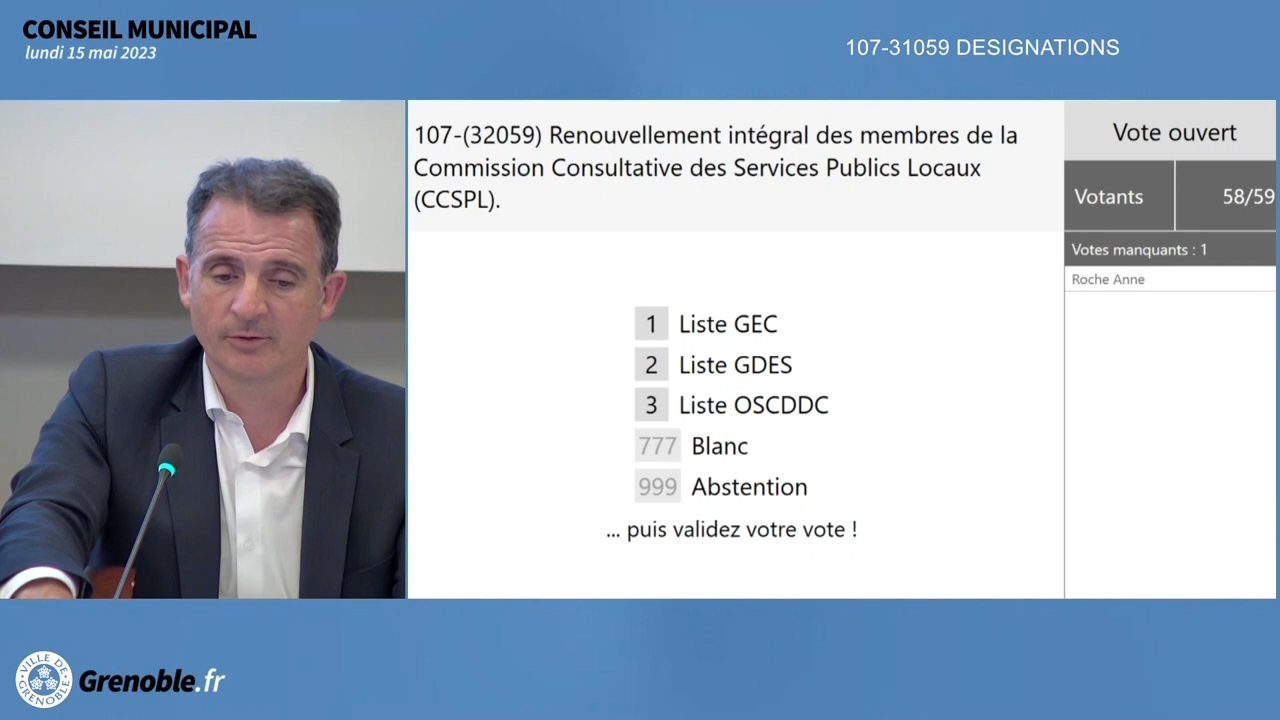 CONSEIL MUNICIPAL
lundi 15 mai 2023
107-31059 DESIGNATIONS
107-(32059) Renouvellement intégral des membres de la
Commission Consultative des Services Publics Locaux
(CCSPL).
1 Liste GEC
2 Liste GDES
3 Liste OSCDDC
777 Blanc
999 Abstention
... puis validez votre vote !
Vote ouvert
Votants 58/59
Votes manquants : 1
Roche Anne
VILLE DE GRENOBLE
Grenoble.fr